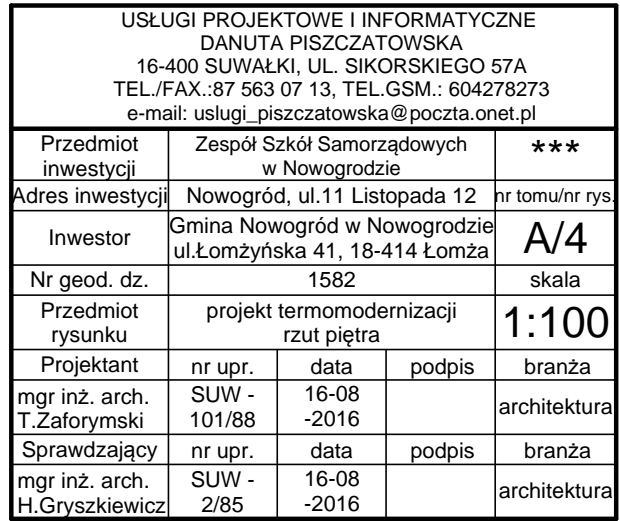 USŁUGI PROJEKTOWE I INFORMATYCZNE
DANUTA PISZCZATOWSKA
16-400 SUWAŁKI, UL. SIKORSKIEGO 57A
TEL./FAX.:87 563 07 13, TEL.GSM.: 604278273
e-mail: uslugi_piszczatowska@poczta.onet.pl
Przedmiot inwestycji
Zespół Szkół Samorządowych
w Nowogrodzie
***
Adres inwestycji
Nowogród, ul.11 Listopada 12
nr tomu/nr rys.
Inwestor
Gmina Nowogród w Nowogrodzie
ul.Łomżyńska 41, 18-414 Łomża
A/4
Nr geod. dz.
1582
skala
Przedmiot
rysunku
projekt termomodernizacji
rzut piętra
1:100
Projektant
nr upr.
data
podpis
branża
mgr inż. arch.
T.Zaforymski
SUW -
101/88
16-08
-2016
architektura
Sprawdzający
nr upr.
data
podpis
branża
mgr inż. arch.
H.Gryszkiewicz
SUW -
2/85
16-08
-2016
architektura